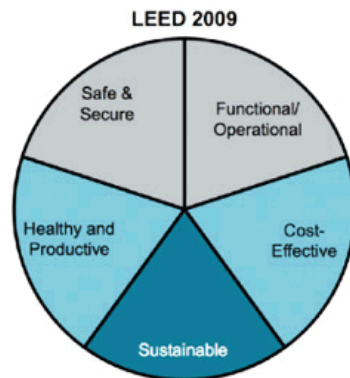 LEED 2009
Safe &
Secure
Functional/
Operational
Healthy and
Productive
Cost-
Effective
Sustainable